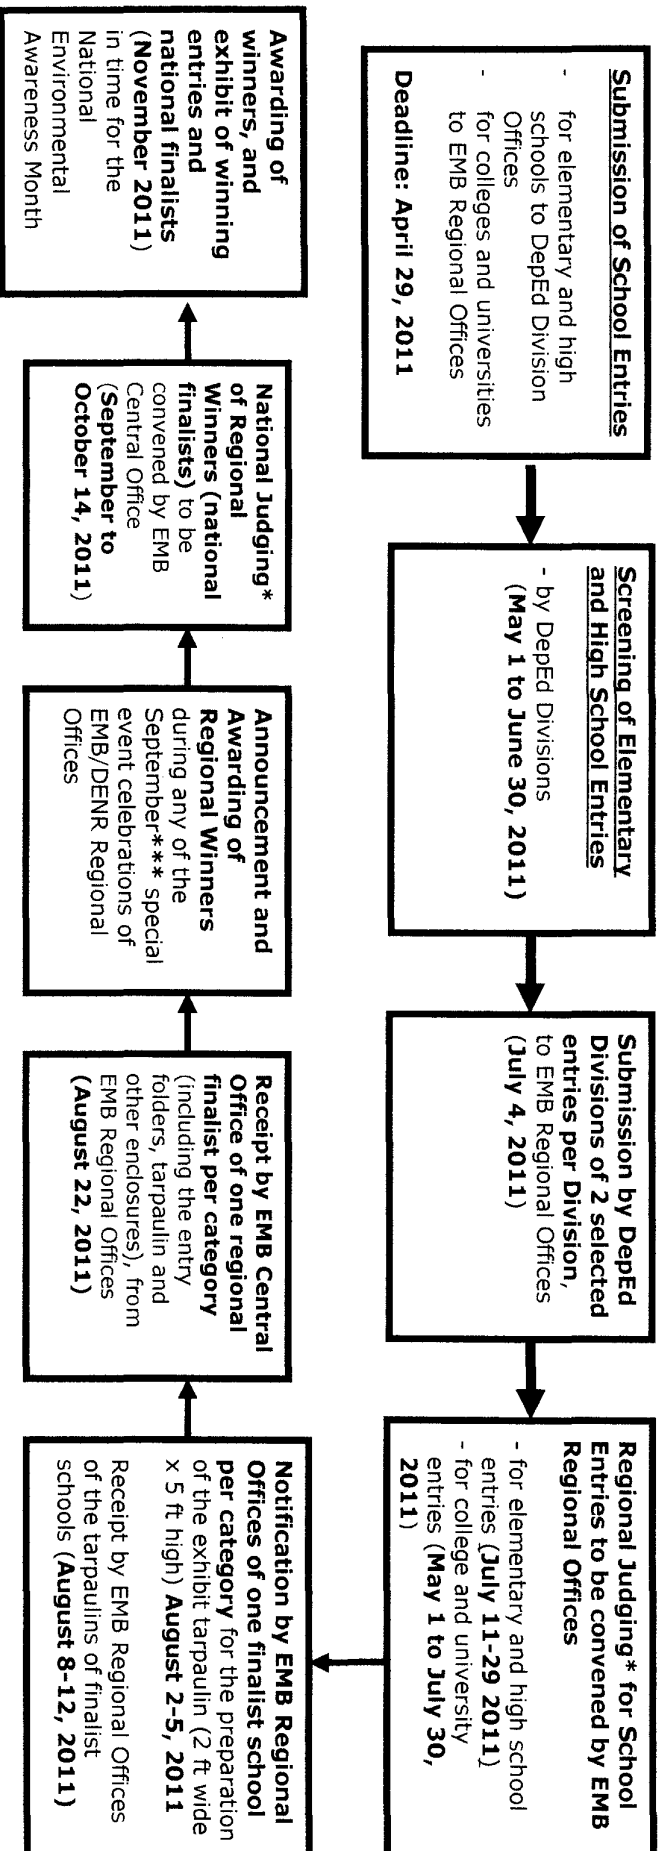 Submission of School Entries
- for elementary and high
schools to DepEd Division
Offices
- for colleges and universities
to EMB Regional Offices
Deadline: April 29, 2011
Screening of Elementary
and High School Entries
- by DepEd Divisions
(May 1 to June 30, 2011)
Submission by DepEd
Divisions of 2 selected
entries per Division,
to EMB Regional Offices
(July 4, 2011)
Regional Judging* for School
Entries to be convened by EMB
Regional Offices
- for elementary and high school
entries (July 11-29 2011)
- for college and university
entries (May 1 to July 30,
2011)
Notification by EMB Regional
Offices of one finalist school
per category for the preparation
of the exhibit tarpaulin (2 ft wide
x 5 ft high) August 2-5, 2011
Receipt by EMB Regional Offices
of the tarpaulins of finalist
schools (August 8-12, 2011)
Receipt by EMB Central
Office of one regional
finalist per category
(including the entry
folders, tarpaulin and
other enclosures), from
EMB Regional Offices
(August 22, 2011)
Announcement and
Awarding of
Regional Winners
during any of the
September*** special
event celebrations of
EMB/DENR Regional
Offices
National Judging*
of Regional
Winners (national
finalists) to be
convened by EMB
Central Office
(September to
October 14, 2011)
Awarding of
winners, and
exhibit of winning
entries and
national finalists
(November 2011)
in time for the
National
Environmental
Awareness Month